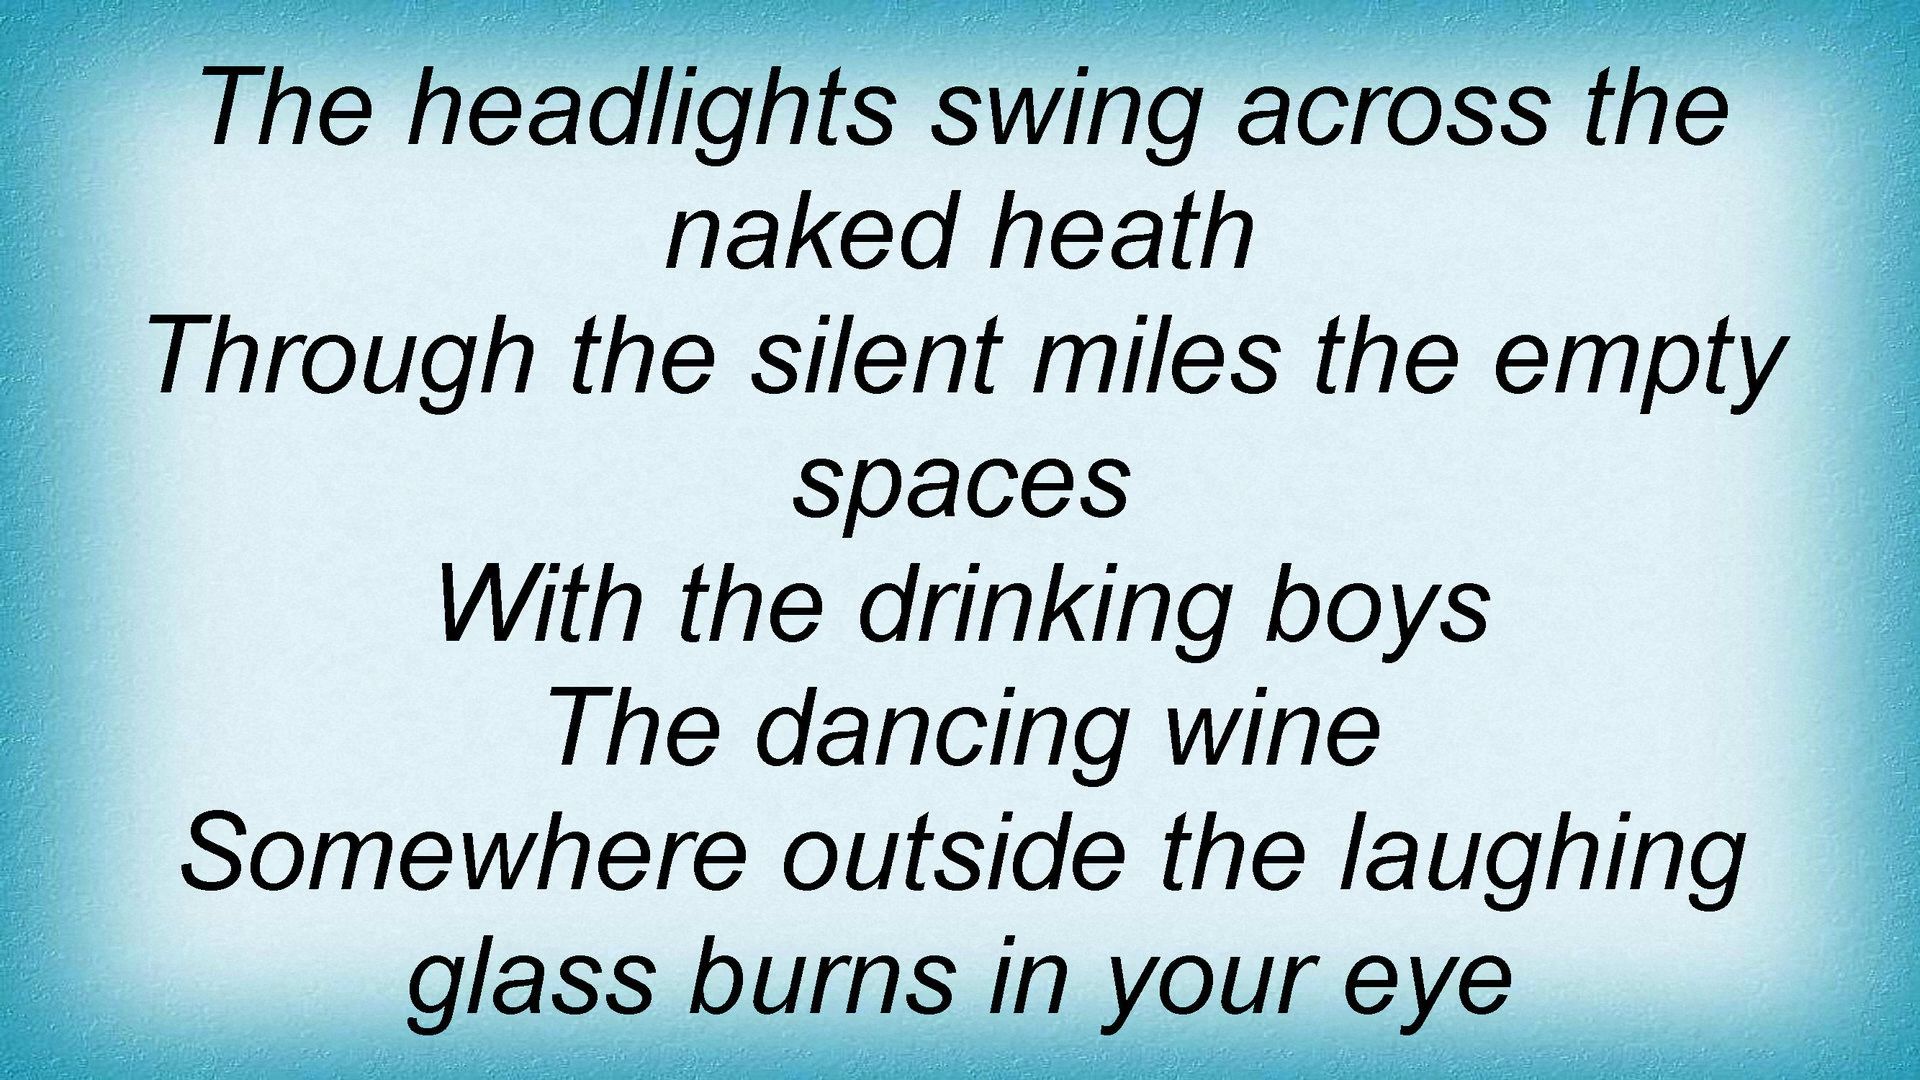 The headlights swing across the
naked heath
Through the silent miles the empty
spaces
With the drinking boys
The dancing wine
Somewhere outside the laughing
glass burns in your eye